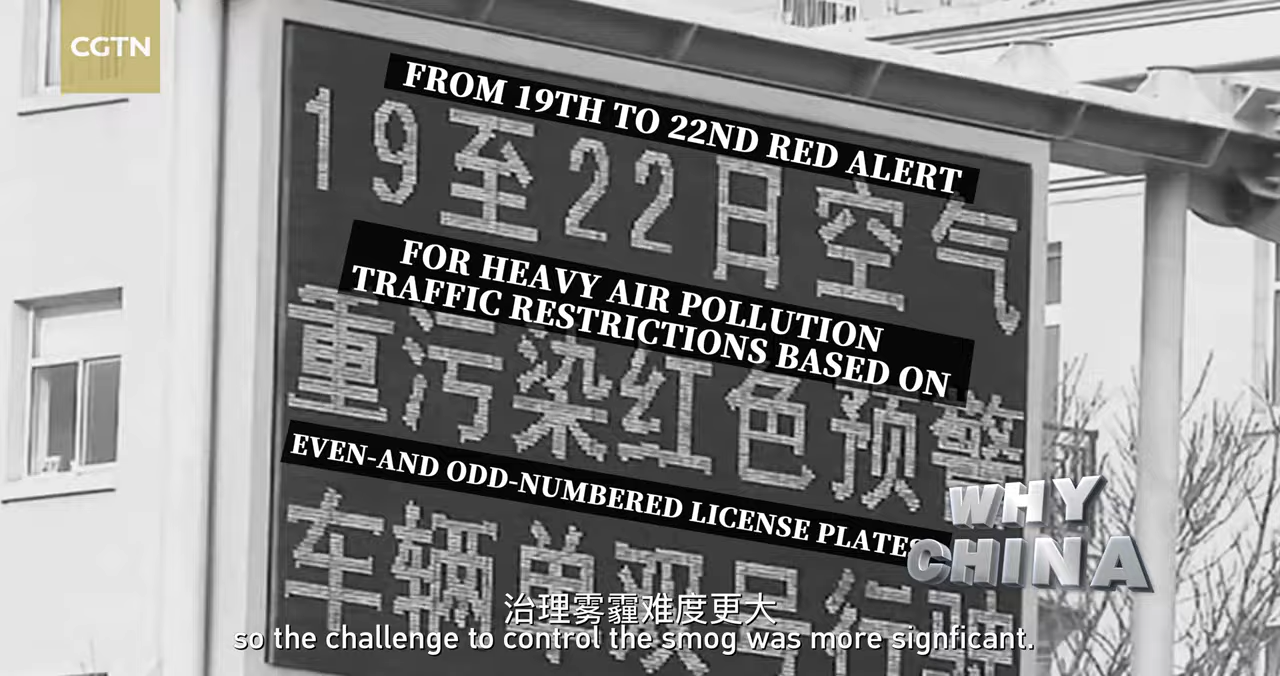 CGTN
FROM 19TH TO 22ND RED ALERT
19至22日空气
FOR HEAVY AIR POLLUTION
TRAFFIC RESTRICTIONS BASED ON
重污染红色预警
EVEN-AND ODD-NUMBERED LICENSE PLATES
车辆单双号行驶
WHY
CHINA
治理雾霾难度更大
so the challenge to control the smog was more signficant.